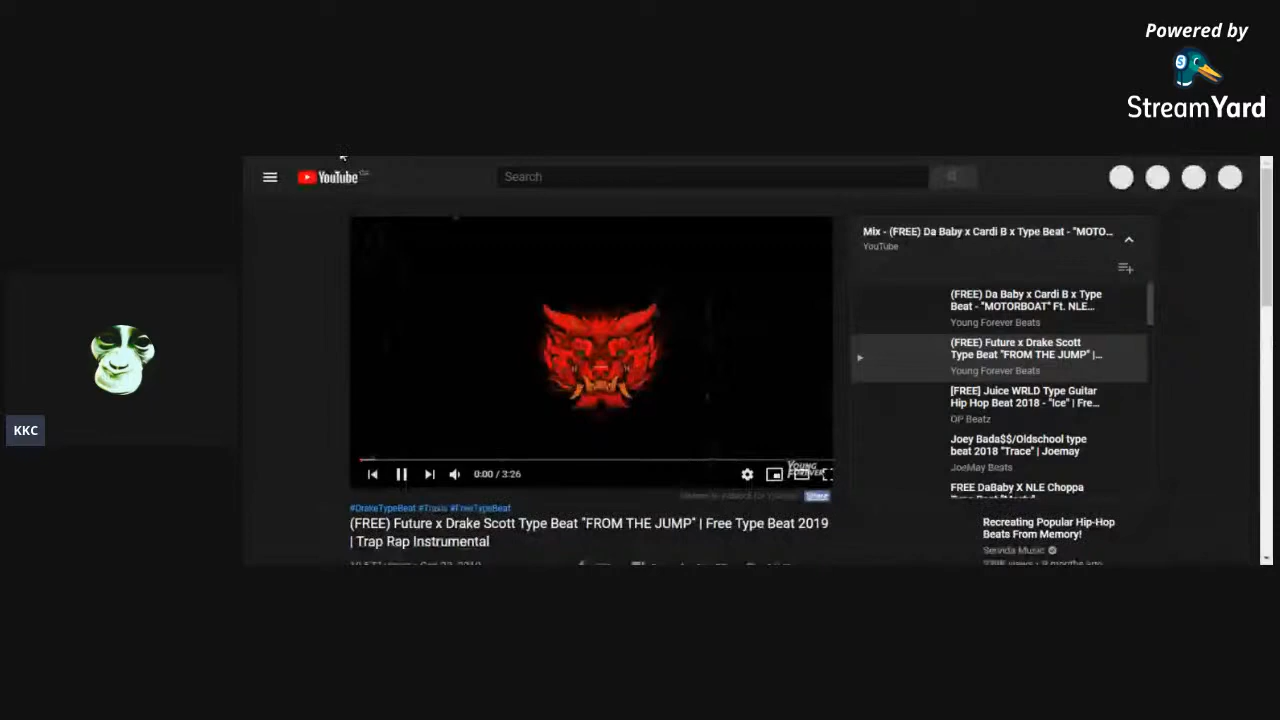 Powered by
StreamYard
YouTube
Search
KKC
0:00 / 3:26
YOUNG
FOREVER
#DrakeTypeBeat #Travis #FreeTypeBeat
(FREE) Future x Drake Scott Type Beat "FROM THE JUMP" | Free Type Beat 2019
| Trap Rap Instrumental
Mix - (FREE) Da Baby x Cardi B x Type Beat - "MOTO...
YouTube
(FREE) Da Baby x Cardi B x Type
Beat - "MOTORBOAT" Ft. NLE...
Young Forever Beats
(FREE) Future x Drake Scott
Type Beat "FROM THE JUMP" |...
Young Forever Beats
[FREE] Juice WRLD Type Guitar
Hip Hop Beat 2018 - "Ice" | Fre...
OP Beatz
Joey Bada$$/Oldschool type
beat 2018 "Trace" | Joemay
JoeMay Beats
FREE DaBaby X NLE Choppa
Recreating Popular Hip-Hop
Beats From Memory!
Servida Music